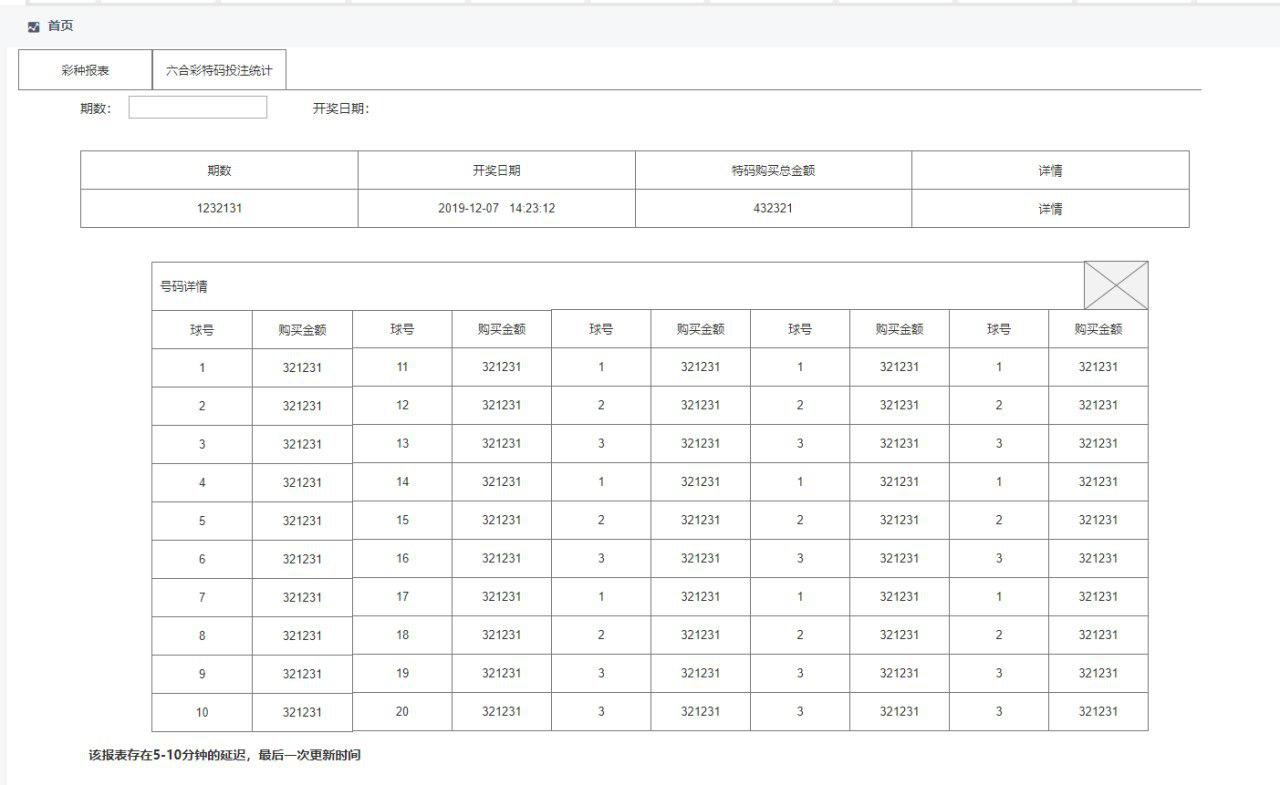 首页
彩种报表 六合彩特码投注统计
期数： 开奖日期：
期数 开奖日期 特码购买总金额 详情
1232131 2019-12-07 14:23:12 432321 详情
号码详情
球号 购买金额 球号 购买金额 球号 购买金额 球号 购买金额 球号 购买金额
1 321231 11 321231 1 321231 1 321231 1 321231
2 321231 12 321231 2 321231 2 321231 2 321231
3 321231 13 321231 3 321231 3 321231 3 321231
4 321231 14 321231 1 321231 1 321231 1 321231
5 321231 15 321231 2 321231 2 321231 2 321231
6 321231 16 321231 3 321231 3 321231 3 321231
7 321231 17 321231 1 321231 1 321231 1 321231
8 321231 18 321231 2 321231 2 321231 2 321231
9 321231 19 321231 3 321231 3 321231 3 321231
10 321231 20 321231 3 321231 3 321231 3 321231
该报表存在5-10分钟的延迟，最后一次更新时间